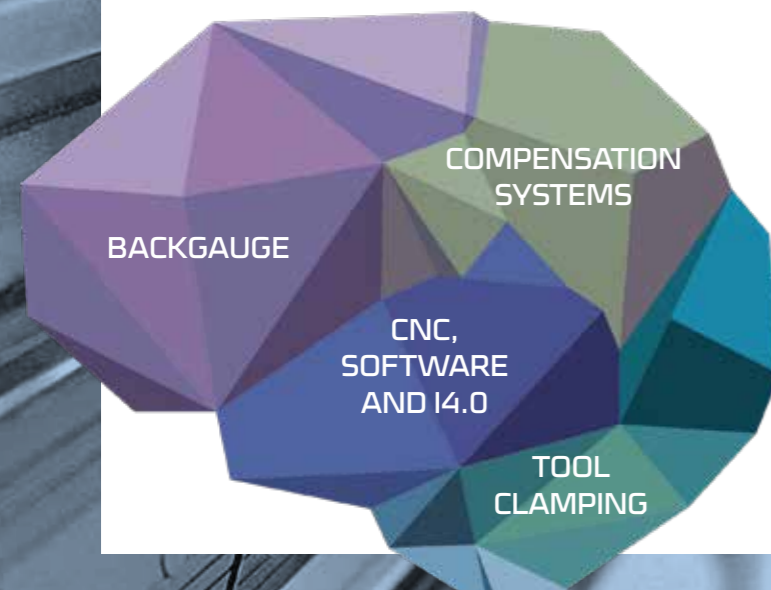 COMPENSATION
SYSTEMS
BACKGAUGE
CNC,
SOFTWARE
AND I4.0
TOOL
CLAMPING